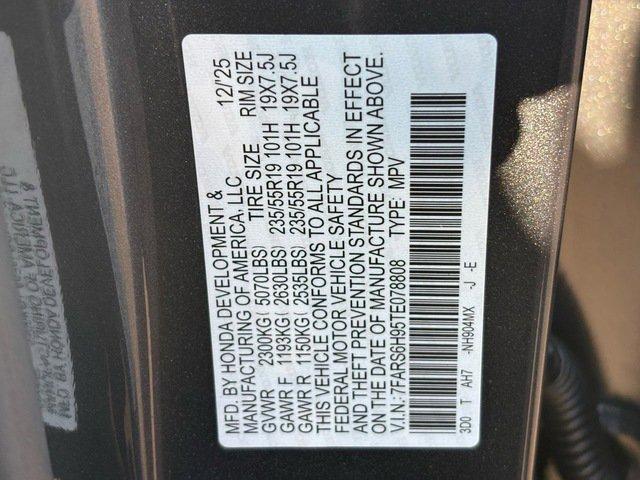 MFD. BY HONDA DEVELOPMENT & 12/'25
MANUFACTURING OF AMERICA, LLC
GVWR 2300KG( 5070LBS) TIRE SIZE RIM SIZE
GAWR F 1193KG( 2630LBS) 235/55R19 101H 19X7.5J
GAWR R 1150KG( 2535LBS) 235/55R19 101H 19X7.5J
THIS VEHICLE CONFORMS TO ALL APPLICABLE
FEDERAL MOTOR VEHICLE SAFETY
AND THEFT PREVENTION STANDARDS IN EFFECT
ON THE DATE OF MANUFACTURE SHOWN ABOVE.
V.I.N.: 7FARS6H95TE078808 TYPE: MPV
3D0 T AH7 -NH904MX -J -E